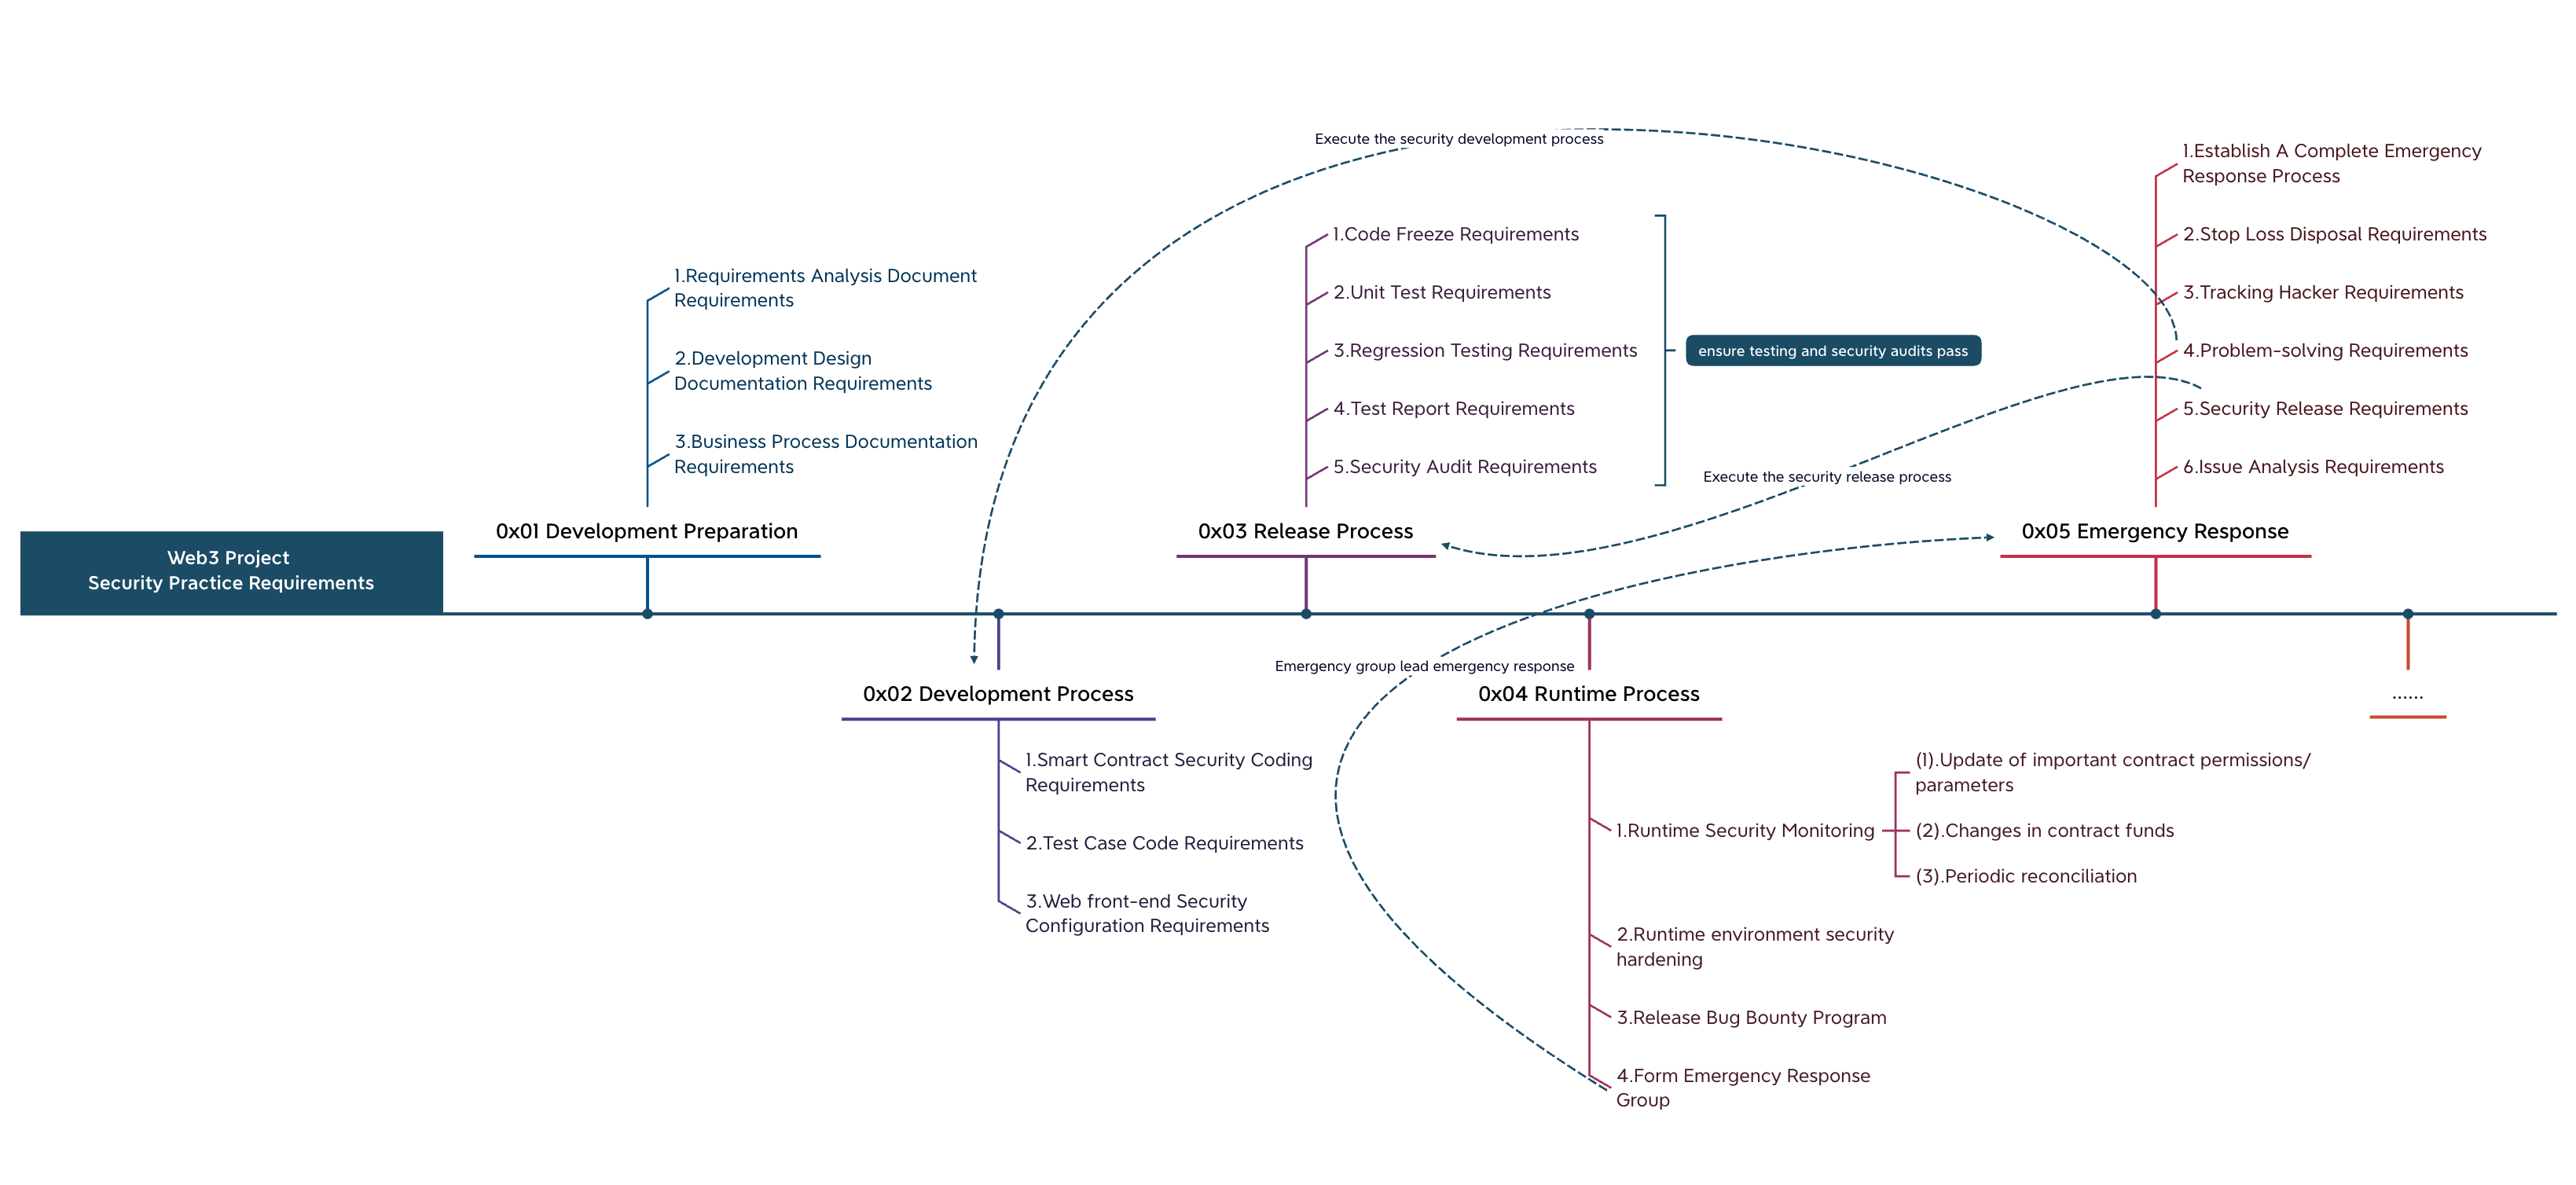 Web3 Project
Security Practice Requirements
1.Requirements Analysis Document
Requirements
2.Development Design
Documentation Requirements
3.Business Process Documentation
Requirements
0x01 Development Preparation
0x02 Development Process
1.Smart Contract Security Coding
Requirements
2.Test Case Code Requirements
3.Web front-end Security
Configuration Requirements
Execute the security development process
1.Code Freeze Requirements
2.Unit Test Requirements
3.Regression Testing Requirements
4.Test Report Requirements
5.Security Audit Requirements
ensure testing and security audits pass
0x03 Release Process
Execute the security release process
Emergency group lead emergency response
0x04 Runtime Process
1.Runtime Security Monitoring
(1).Update of important contract permissions/
parameters
(2).Changes in contract funds
(3).Periodic reconciliation
2.Runtime environment security
hardening
3.Release Bug Bounty Program
4.Form Emergency Response
Group
1.Establish A Complete Emergency
Response Process
2.Stop Loss Disposal Requirements
3.Tracking Hacker Requirements
4.Problem-solving Requirements
5.Security Release Requirements
6.Issue Analysis Requirements
0x05 Emergency Response
......